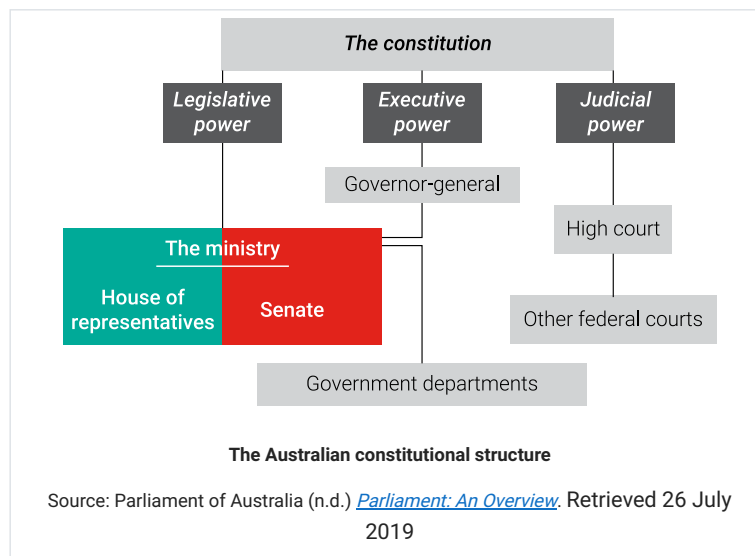 The constitution
Legislative
power
Executive
power
Judicial
power
Governor-general
High court
The ministry
House of
representatives
Senate
Other federal courts
Government departments
The Australian constitutional structure
Source: Parliament of Australia (n.d.) Parliament: An Overview. Retrieved 26 July
2019